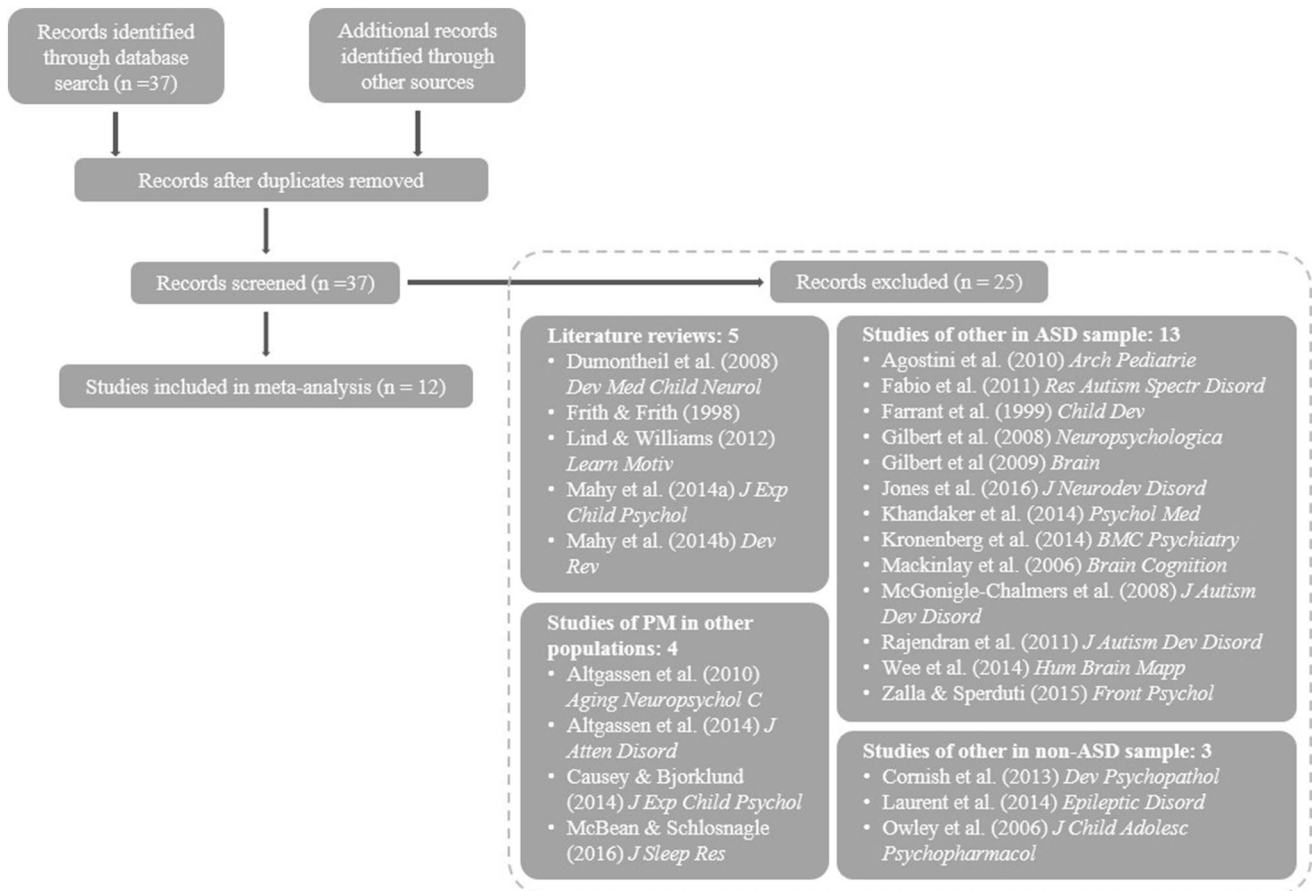 Records identified
through database
search (n =37)
Additional records
identified through
other sources
Records after duplicates removed
Records screened (n =37)
Records excluded (n = 25)
Studies included in meta-analysis (n = 12)
Literature reviews: 5
• Dumontheil et al. (2008)
Dev Med Child Neurol
• Frith & Frith (1998)
• Lind & Williams (2012)
Learn Motiv
• Mahy et al. (2014a) J Exp
Child Psychol
• Mahy et al. (2014b) Dev
Rev
Studies of PM in other
populations: 4
• Altgassen et al. (2010)
Aging Neuropsychol C
• Altgassen et al. (2014) J
Atten Disord
• Causey & Bjorklund
(2014) J Exp Child Psychol
• McBean & Schlosnagle
(2016) J Sleep Res
Studies of other in ASD sample: 13
• Agostini et al. (2010) Arch Pediatrie
• Fabio et al. (2011) Res Autism Spectr Disord
• Farrant et al. (1999) Child Dev
• Gilbert et al. (2008) Neuropsychologica
• Gilbert et al (2009) Brain
• Jones et al. (2016) J Neurodev Disord
• Khandaker et al. (2014) Psychol Med
• Kronenberg et al. (2014) BMC Psychiatry
• Mackinlay et al. (2006) Brain Cognition
• McGonigle-Chalmers et al. (2008) J Autism
Dev Disord
• Rajendran et al. (2011) J Autism Dev Disord
• Wee et al. (2014) Hum Brain Mapp
• Zalla & Sperduti (2015) Front Psychol
Studies of other in non-ASD sample: 3
• Cornish et al. (2013) Dev Psychopathol
• Laurent et al. (2014) Epileptic Disord
• Owley et al. (2006) J Child Adolesc
Psychopharmacol